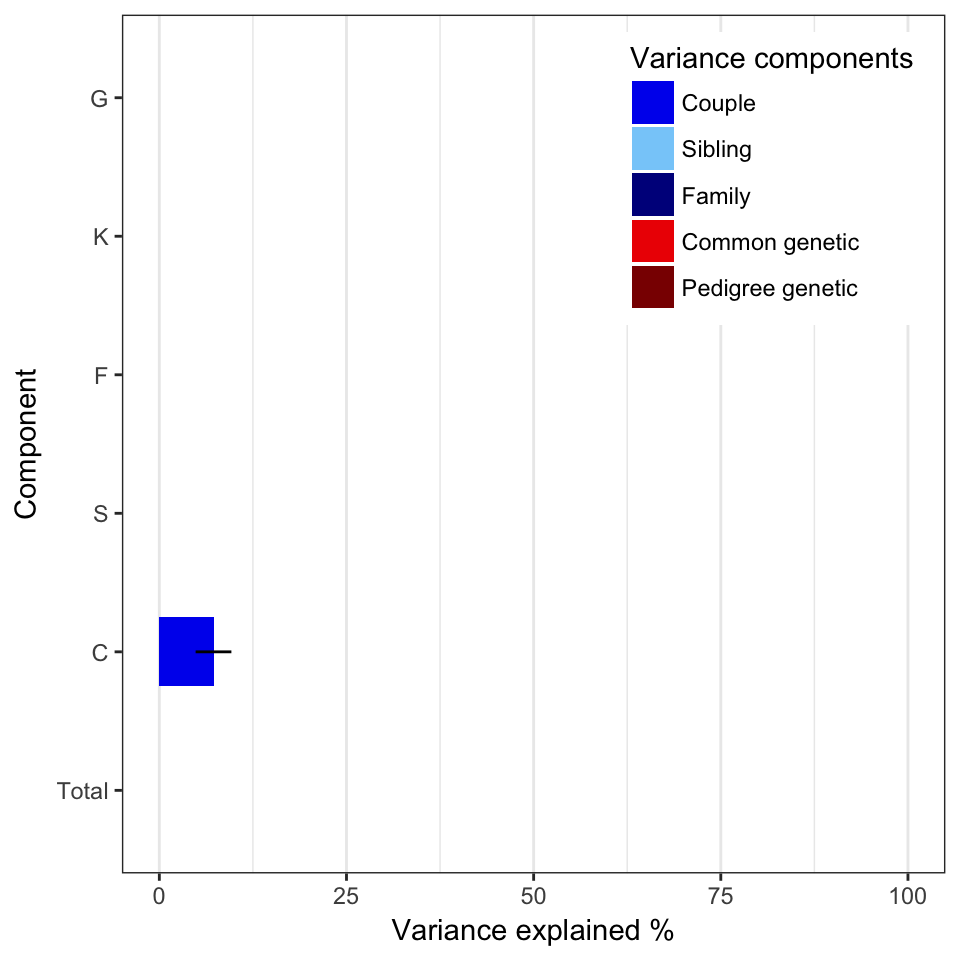 Variance components
Couple
Sibling
Family
Common genetic
Pedigree genetic
G
K
F
S
C
Total
Component
0 25 50 75 100
Variance explained %